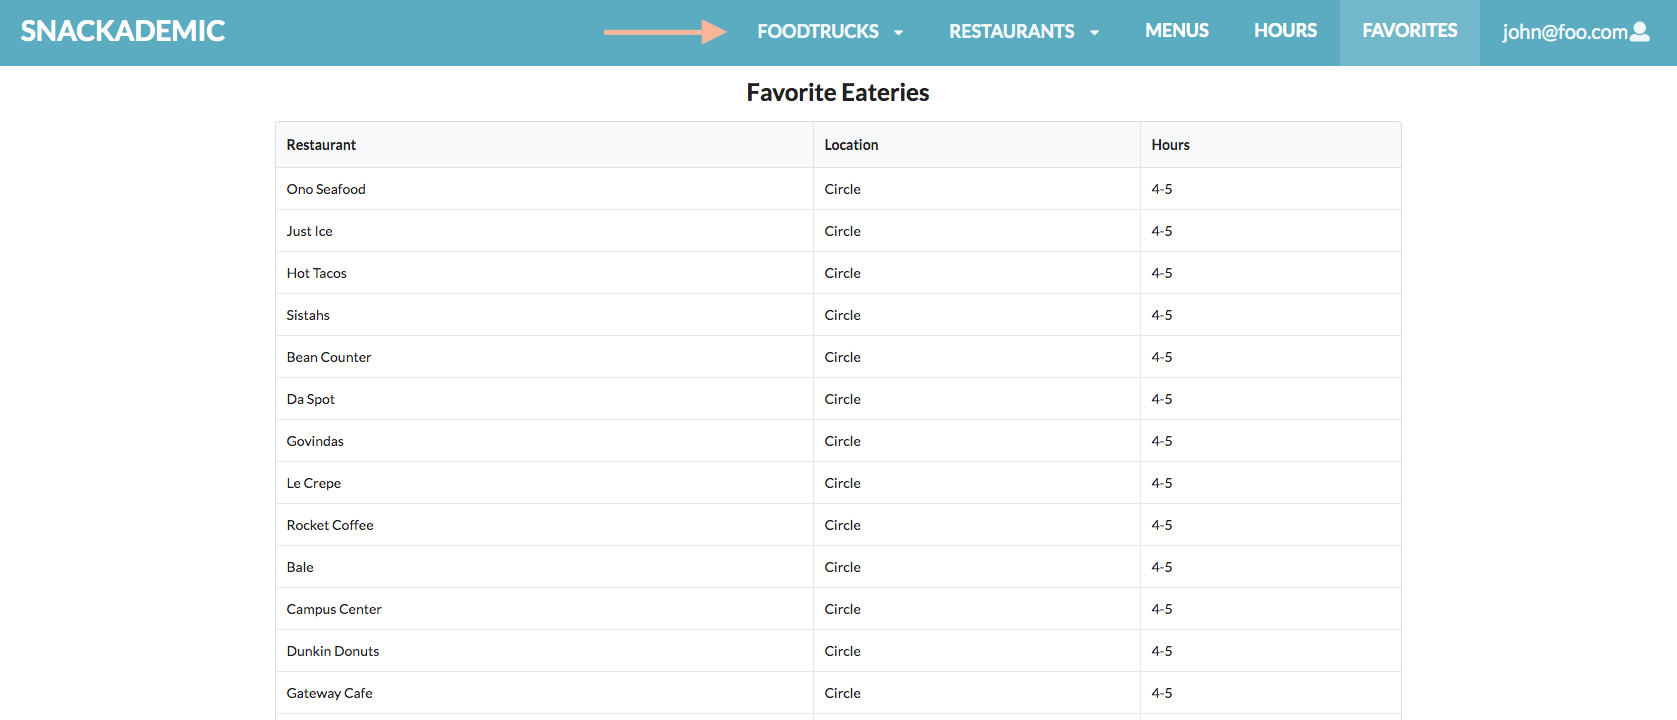 SNACKADEMIC FOODTRUCKS RESTAURANTS MENUS HOURS FAVORITES john@foo.com
Favorite Eateries
Restaurant Location Hours
Ono Seafood Circle 4-5
Just Ice Circle 4-5
Hot Tacos Circle 4-5
Sistahs Circle 4-5
Bean Counter Circle 4-5
Da Spot Circle 4-5
Govindas Circle 4-5
Le Crepe Circle 4-5
Rocket Coffee Circle 4-5
Bale Circle 4-5
Campus Center Circle 4-5
Dunkin Donuts Circle 4-5
Gateway Cafe Circle 4-5